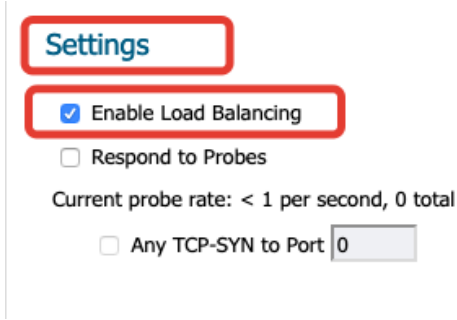 Settings
Enable Load Balancing
Respond to Probes
Current probe rate: < 1 per second, 0 total
Any TCP-SYN to Port 0